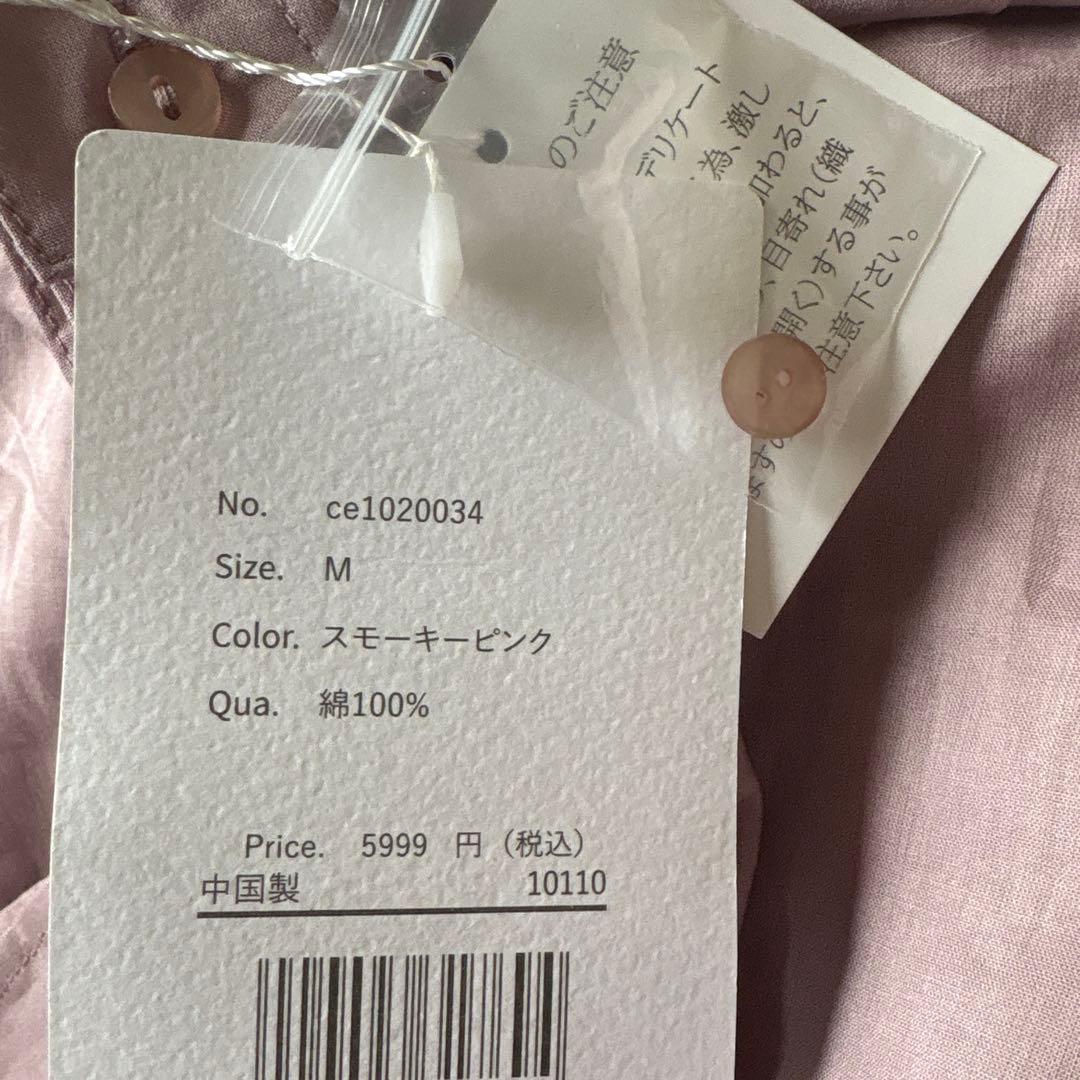 No. ce1020034
Size. M
Color. スモーキーピンク
Qua. 綿100%
Price. 5999 円（税込）
中国製 10110
のご注意
デリケート
為、激し
加わると、
、目寄れ（織
開く）する事が
注意下さい。